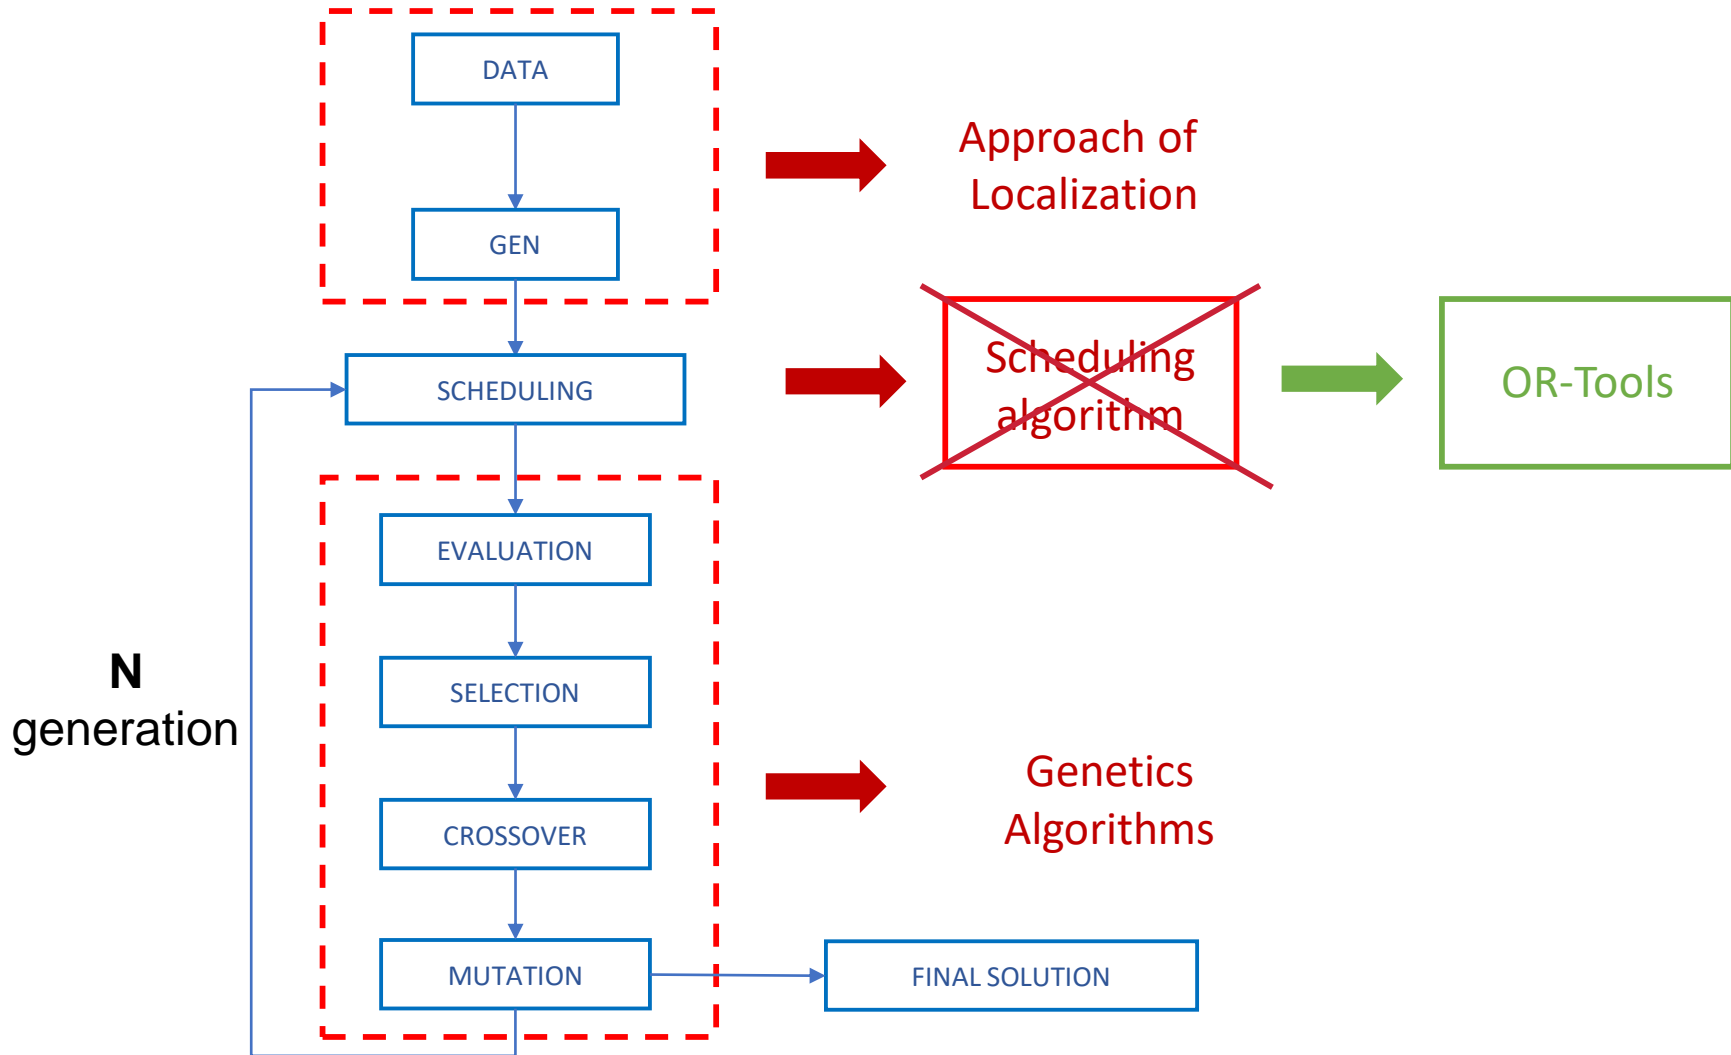 DATA
GEN
Approach of
Localization
SCHEDULING
Scheduling
algorithm
OR-Tools
EVALUATION
SELECTION
CROSSOVER
MUTATION
N
generation
Genetics
Algorithms
FINAL SOLUTION